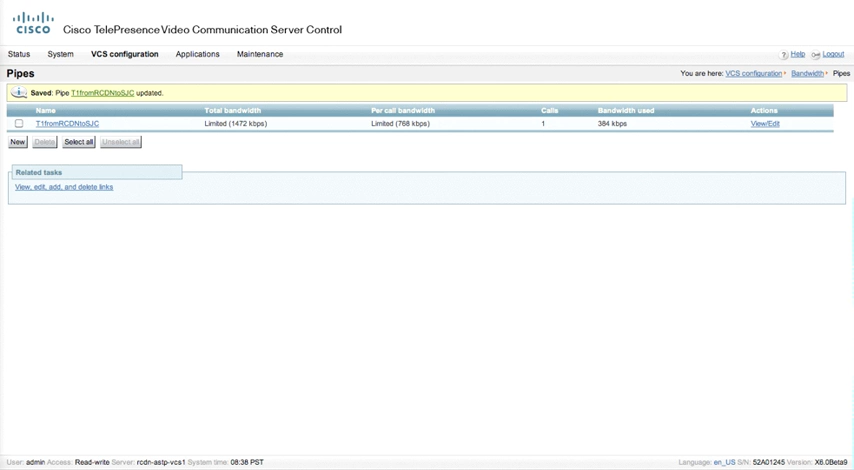 CISCO
Cisco TelePresence Video Communication Server Control
Status System VCS configuration Applications Maintenance ? Help Logout
Pipes You are here: VCS configuration Bandwidth Pipes
Saved: Pipe T1fromRCDNtoSJC updated.
Name Total bandwidth Per call bandwidth Calls Bandwidth used Actions
T1fromRCDNtoSJC Limited (1472 kbps) Limited (768 kbps) 1 384 kbps View/Edit
New Delete Select all Unselect all
Related tasks
View, edit, add, and delete links
User: admin Access: Read-write Server: rcdn-astp-vcs1 System time: 08:38 PST Language: en_US S/N: 52A01245 Version: X6.0Beta9